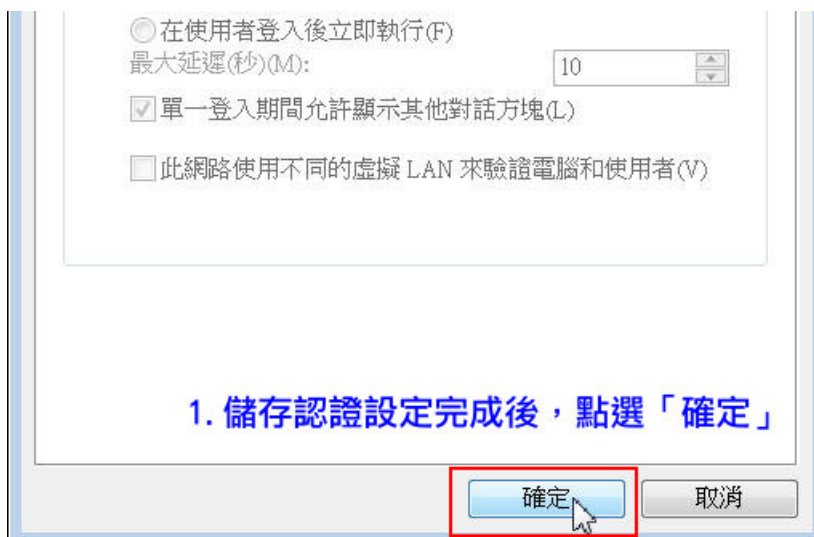 在使用者登入後立即執行(F)
最大延遲(秒)(M): 10
單一登入期間允許顯示其他對話方塊(L)
此網路使用不同的虛擬 LAN 來驗證電腦和使用者(V)
1. 儲存認證設定完成後，點選「確定」
確定 取消